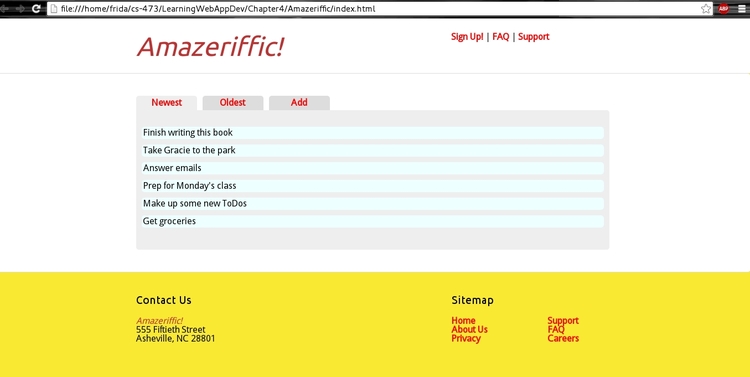 file:///home/frida/cs-473/LearningWebAppDev/Chapter4/Amazeriffic/index.html
ABP
Amazeriffic!
Sign Up! | FAQ | Support
Newest Oldest Add
Finish writing this book
Take Gracie to the park
Answer emails
Prep for Monday's class
Make up some new ToDos
Get groceries
Contact Us
Amazeriffic!
555 Fiftieth Street
Asheville, NC 28801
Sitemap
Home Support
About Us FAQ
Privacy Careers